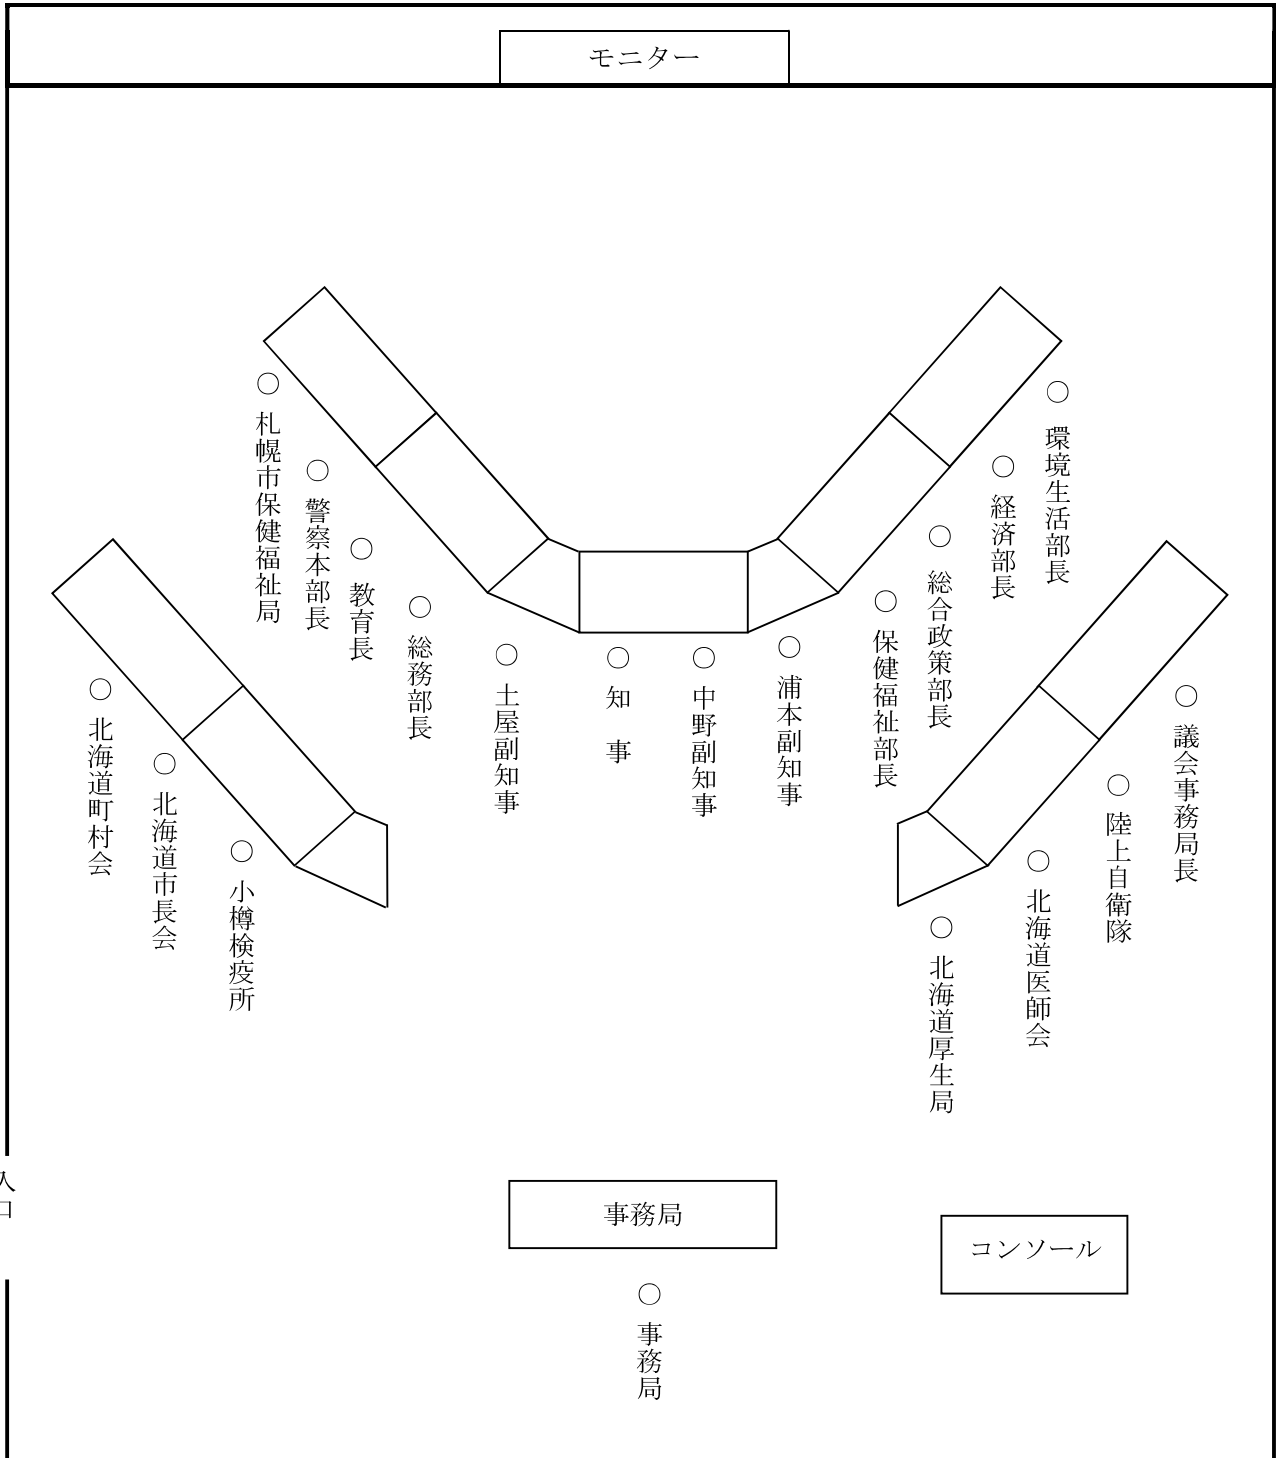 モニター
○ 札幌市保健福祉局
○ 警察本部長
○ 教育長
○ 総務部長
○ 土屋副知事
○ 知　事
○ 中野副知事
○ 浦本副知事
○ 保健福祉部長
○ 総合政策部長
○ 経済部長
○ 環境生活部長
○ 北海道町村会
○ 北海道市長会
○ 小樽検疫所
○ 北海道厚生局
○ 北海道医師会
○ 陸上自衛隊
○ 議会事務局長
入口
事務局
コンソール
○ 事務局